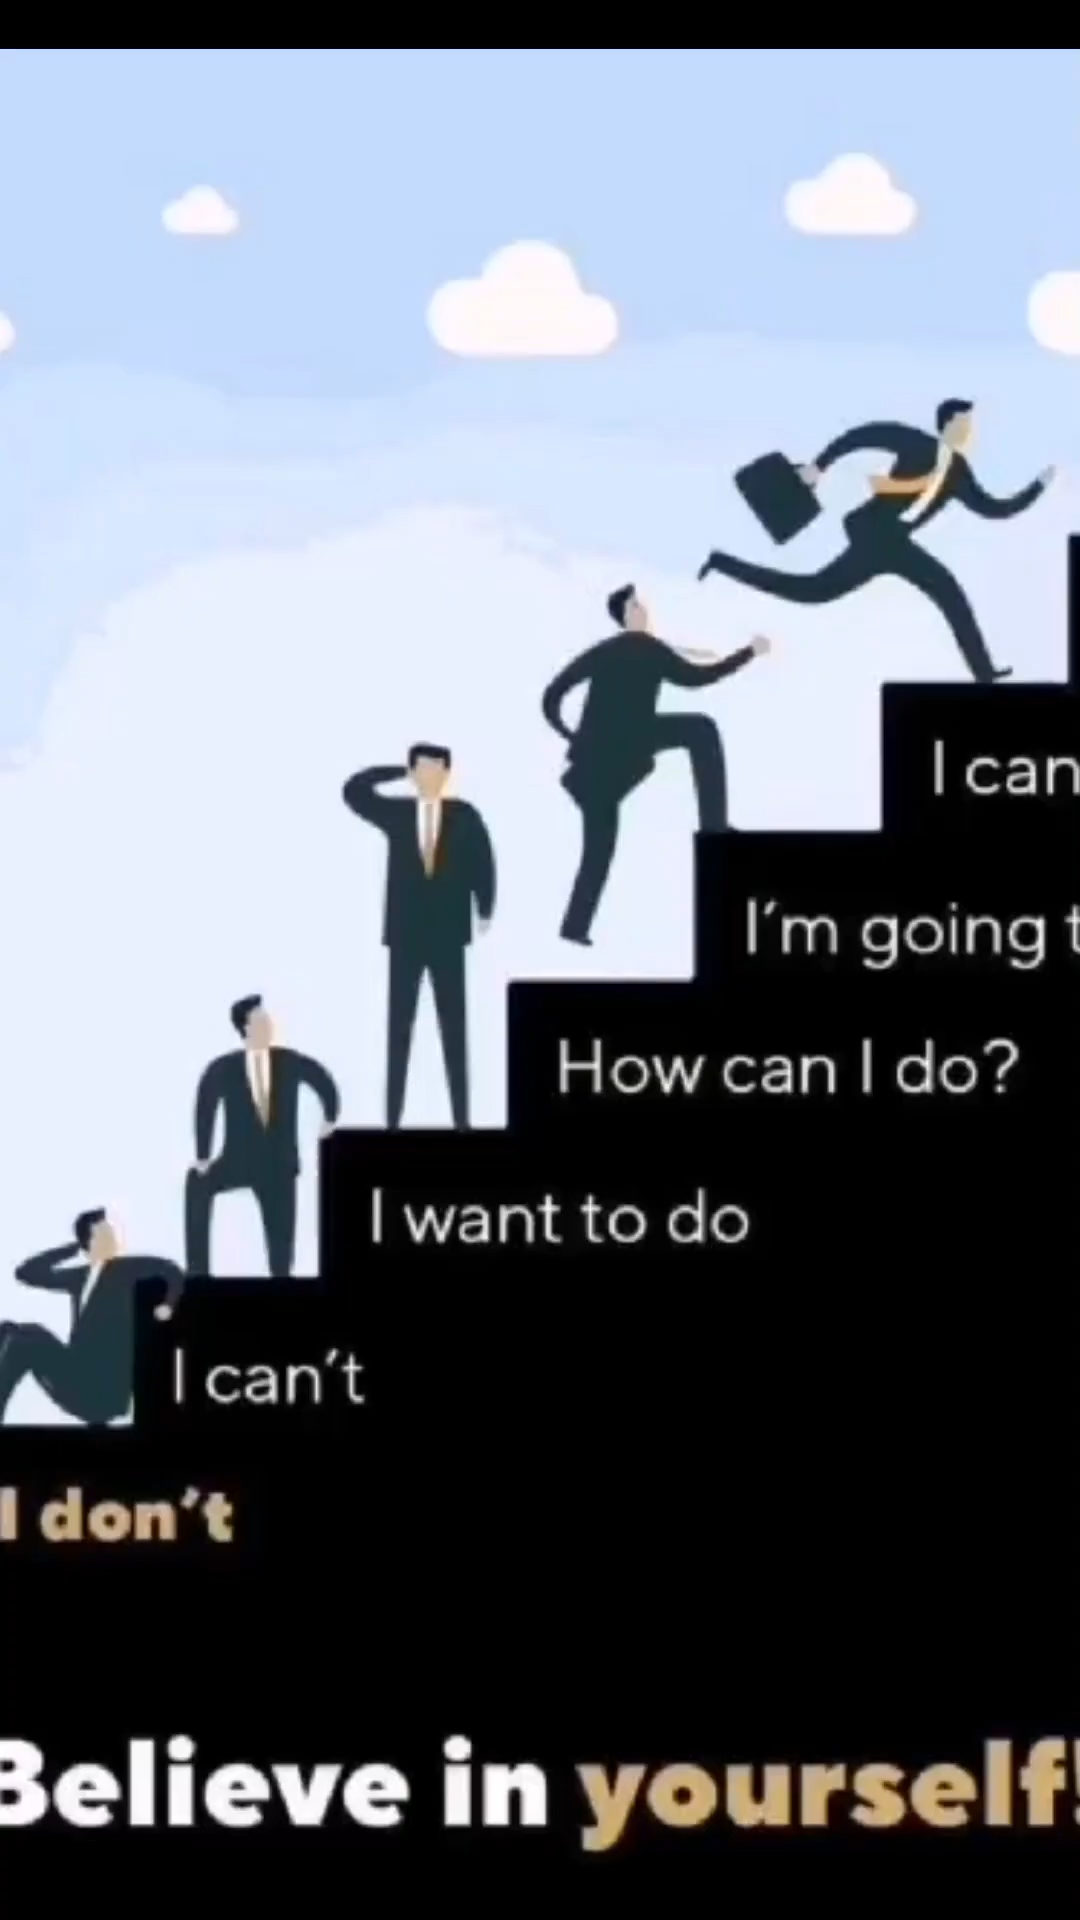 I can
I'm going t
How can I do?
I want to do
I can't
I don't
Believe in yourself!